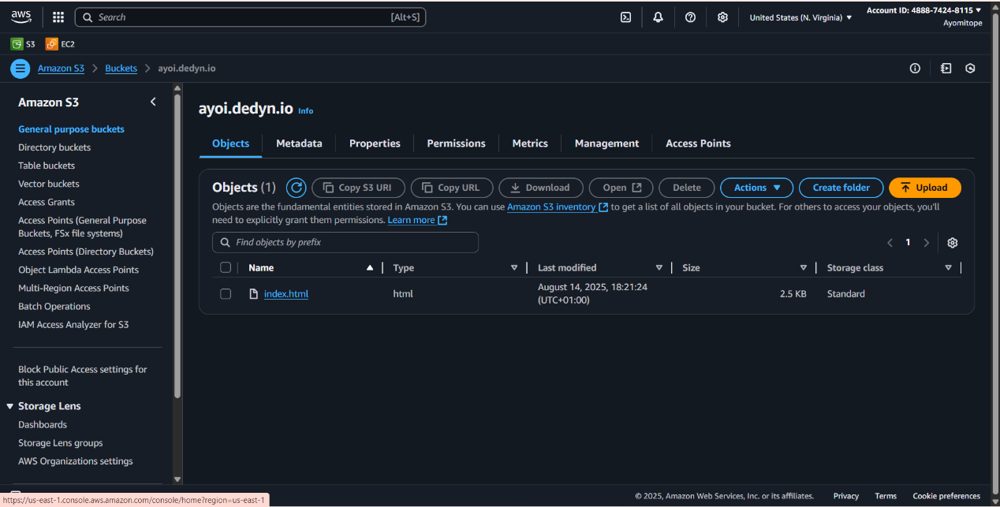 aws
Search [Alt+S]
United States (N. Virginia) ▼
Account ID: 4888-7424-8115 ▼
Ayomitope
S3 EC2
Amazon S3 > Buckets > ayoi.dedyn.io
Amazon S3
General purpose buckets
Directory buckets
Table buckets
Vector buckets
Access Grants
Access Points (General Purpose
Buckets, FSx file systems)
Access Points (Directory Buckets)
Object Lambda Access Points
Multi-Region Access Points
Batch Operations
IAM Access Analyzer for S3
Block Public Access settings for
this account
Storage Lens
Dashboards
Storage Lens groups
AWS Organizations settings
ayoi.dedyn.io Info
Objects Metadata Properties Permissions Metrics Management Access Points
Objects (1) Copy S3 URI Copy URL Download Open Delete Actions Create folder Upload
Objects are the fundamental entities stored in Amazon S3. You can use Amazon S3 inventory to get a list of all objects in your bucket. For others to access your objects, you'll
need to explicitly grant them permissions. Learn more
Find objects by prefix
1
Name Type Last modified Size Storage class
index.html html August 14, 2025, 18:21:24 (UTC+01:00) 2.5 KB Standard
https://us-east-1.console.aws.amazon.com/console/home?region=us-east-1
© 2025, Amazon Web Services, Inc. or its affiliates. Privacy Terms Cookie preferences